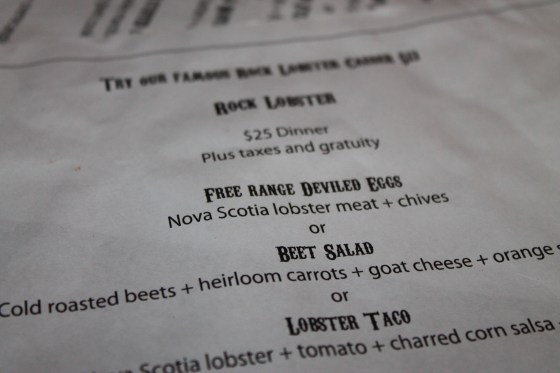 Try our famous Rock Lobster Caesar $13
Rock Lobster
$25 Dinner
Plus taxes and gratuity
Free range Deviled Eggs
Nova Scotia lobster meat + chives
or
Beet Salad
Cold roasted beets + heirloom carrots + goat cheese + orange
or
Lobster Taco
Scotia lobster + tomato + charred corn salsa